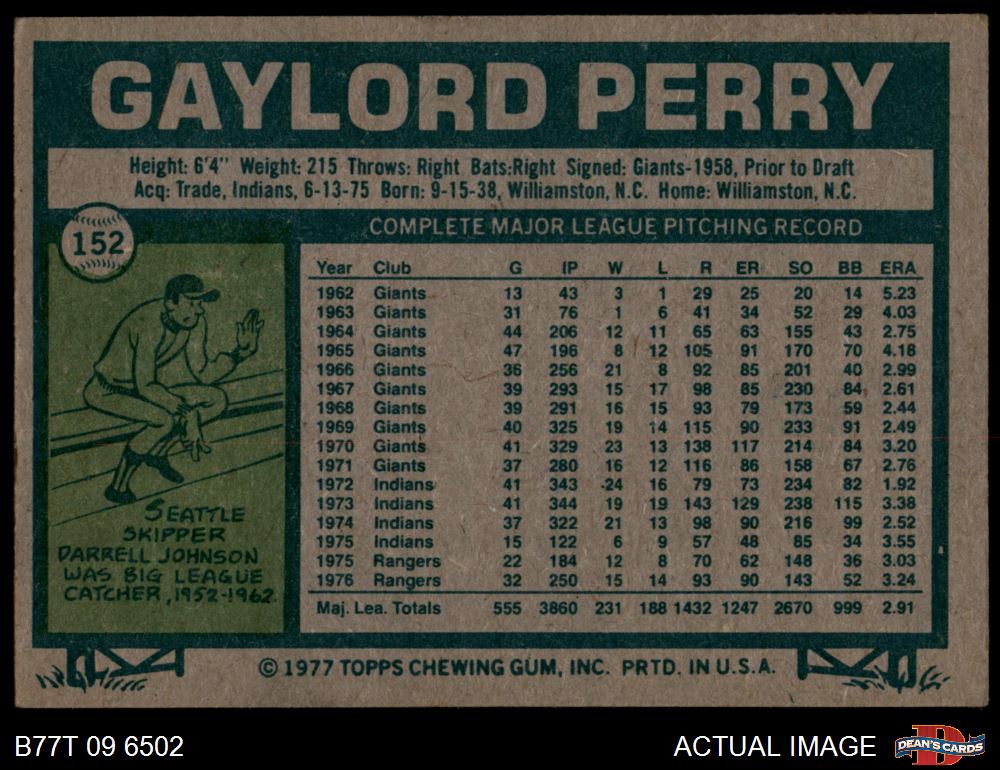 GAYLORD PERRY
Height: 6'4" Weight: 215 Throws: Right Bats:Right Signed: Giants-1958, Prior to Draft
Acq: Trade, Indians, 6-13-75 Born: 9-15-38, Williamston, N.C. Home: Williamston, N.C.
152
COMPLETE MAJOR LEAGUE PITCHING RECORD
Year Club G IP W L R ER SO BB ERA
1962 Giants 13 43 3 1 29 25 20 14 5.23
1963 Giants 31 76 1 6 41 34 52 29 4.03
1964 Giants 44 206 12 11 65 63 155 43 2.75
1965 Giants 47 196 8 12 105 91 170 70 4.18
1966 Giants 36 256 21 8 92 85 201 40 2.99
1967 Giants 39 293 15 17 98 85 230 84 2.61
1968 Giants 39 291 16 15 93 79 173 59 2.44
1969 Giants 40 325 19 14 115 90 233 91 2.49
1970 Giants 41 329 23 13 138 117 214 84 3.20
1971 Giants 37 280 16 12 116 86 158 67 2.76
1972 Indians 41 343 24 16 79 73 234 82 1.92
1973 Indians 41 344 19 19 143 129 238 115 3.38
1974 Indians 37 322 21 13 98 90 216 99 2.52
1975 Indians 15 122 6 9 57 48 85 34 3.55
1975 Rangers 22 184 12 8 70 62 148 36 3.03
1976 Rangers 32 250 15 14 93 90 143 52 3.24
Maj. Lea. Totals 555 3860 231 188 1432 1247 2670 999 2.91
SEATTLE
SKIPPER
DARRELL JOHNSON
WAS BIG LEAGUE
CATCHER, 1952-1962.
© 1977 TOPPS CHEWING GUM, INC. PRTD. IN U.S.A.
B77T 09 6502
ACTUAL IMAGE
D
DEAN'S CARDS